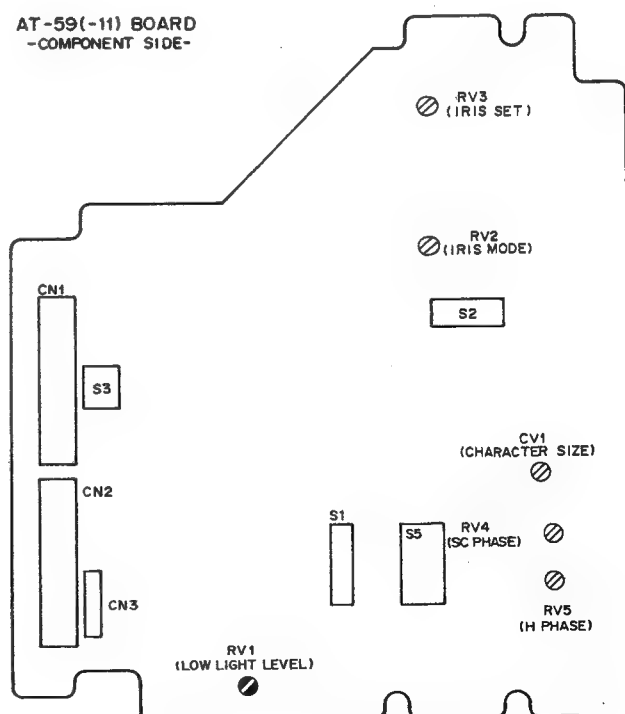 AT-59(-11) BOARD
-COMPONENT SIDE-
RV3
(IRIS SET)
RV2
(IRIS MODE)
CN1
S2
S3
CV1
(CHARACTER SIZE)
CN2
S1
S5
RV4
(SC PHASE)
CN3
RV5
(H PHASE)
RV1
(LOW LIGHT LEVEL)